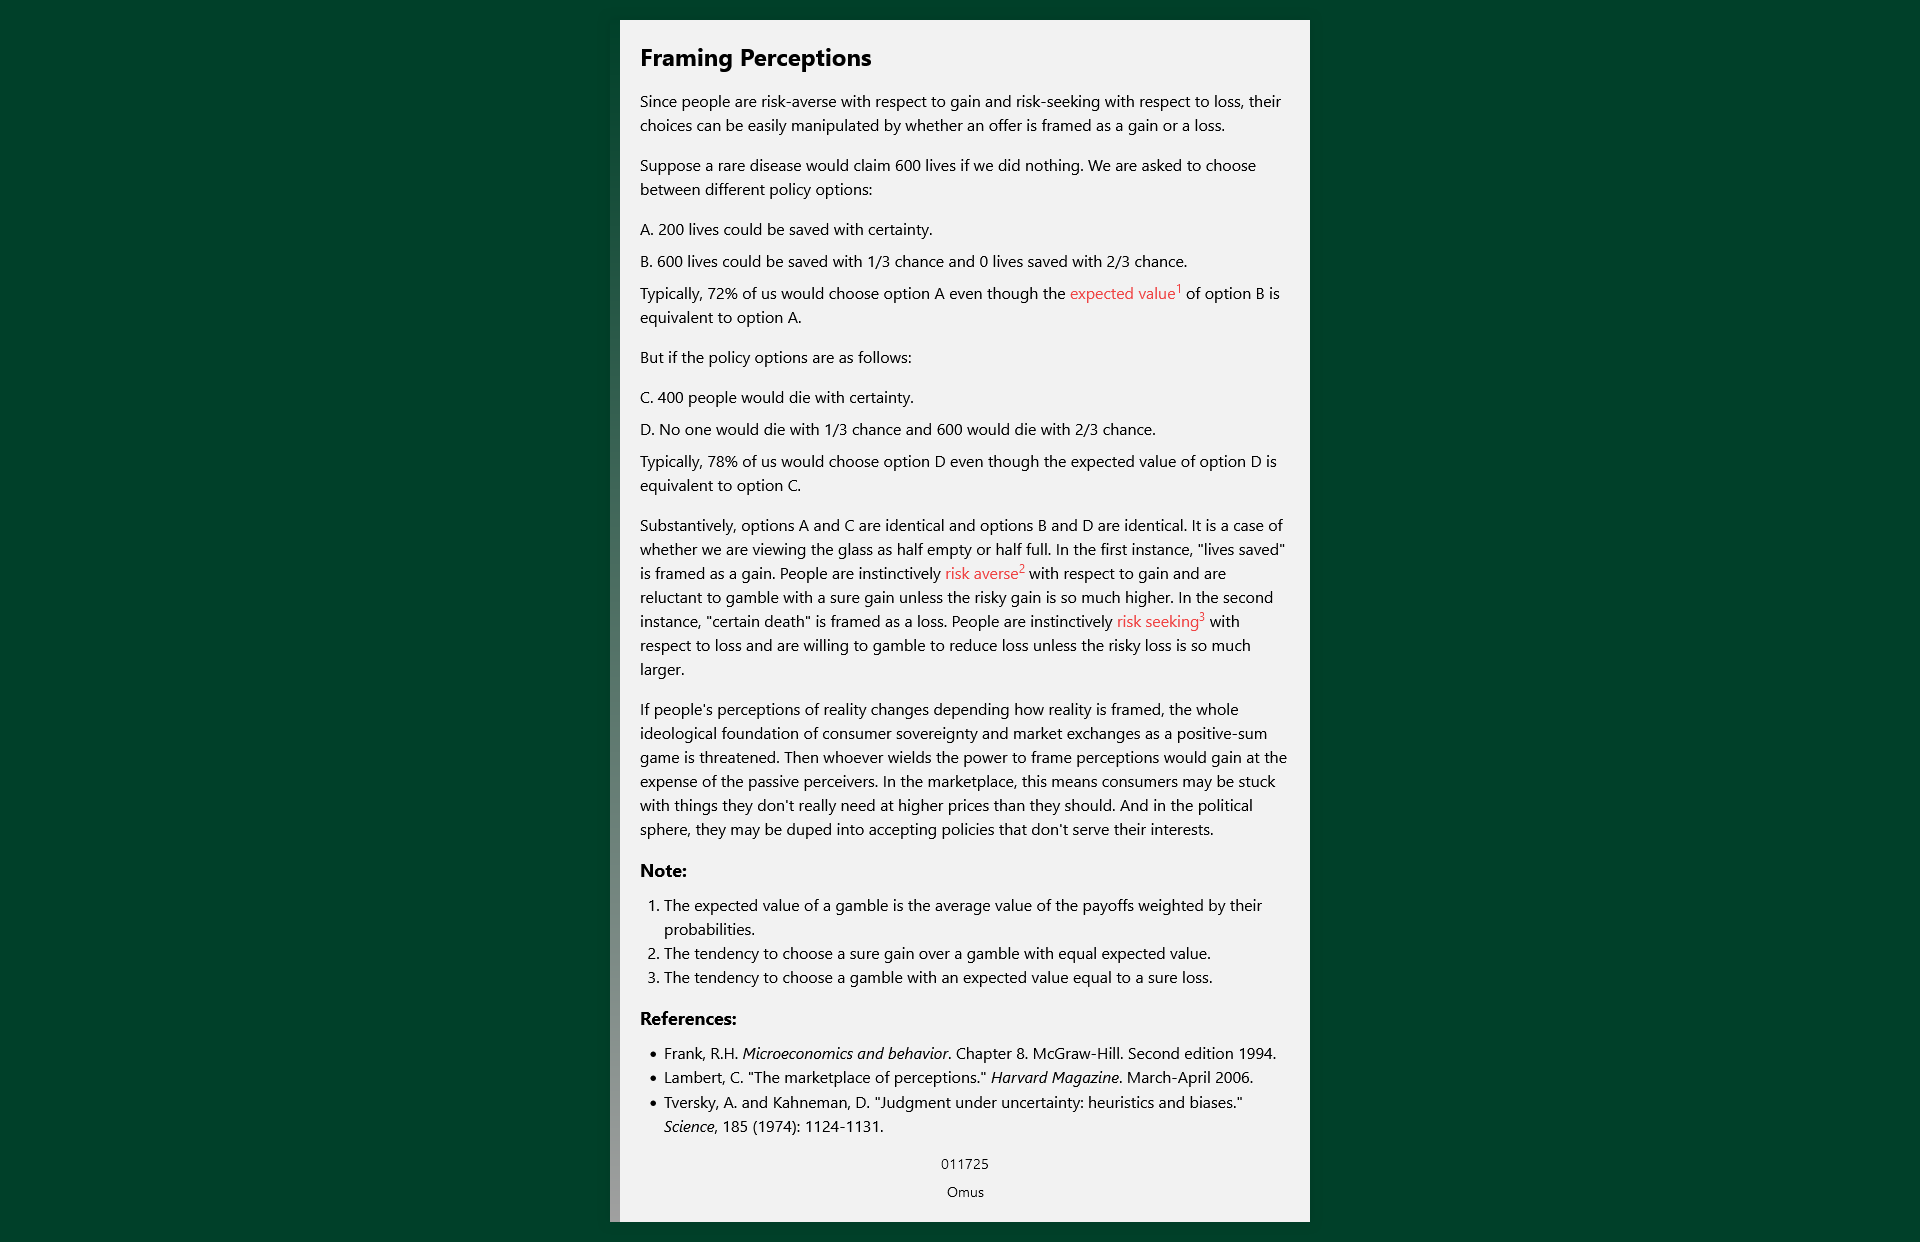 Framing Perceptions
Since people are risk-averse with respect to gain and risk-seeking with respect to loss, their
choices can be easily manipulated by whether an offer is framed as a gain or a loss.
Suppose a rare disease would claim 600 lives if we did nothing. We are asked to choose
between different policy options:
A. 200 lives could be saved with certainty.
B. 600 lives could be saved with 1/3 chance and 0 lives saved with 2/3 chance.
Typically, 72% of us would choose option A even though the expected value1 of option B is
equivalent to option A.
But if the policy options are as follows:
C. 400 people would die with certainty.
D. No one would die with 1/3 chance and 600 would die with 2/3 chance.
Typically, 78% of us would choose option D even though the expected value of option D is
equivalent to option C.
Substantively, options A and C are identical and options B and D are identical. It is a case of
whether we are viewing the glass as half empty or half full. In the first instance, "lives saved"
is framed as a gain. People are instinctively risk averse2 with respect to gain and are
reluctant to gamble with a sure gain unless the risky gain is so much higher. In the second
instance, "certain death" is framed as a loss. People are instinctively risk seeking3 with
respect to loss and are willing to gamble to reduce loss unless the risky loss is so much
larger.
If people's perceptions of reality changes depending how reality is framed, the whole
ideological foundation of consumer sovereignty and market exchanges as a positive-sum
game is threatened. Then whoever wields the power to frame perceptions would gain at the
expense of the passive perceivers. In the marketplace, this means consumers may be stuck
with things they don't really need at higher prices than they should. And in the political
sphere, they may be duped into accepting policies that don't serve their interests.
Note:
1. The expected value of a gamble is the average value of the payoffs weighted by their
probabilities.
2. The tendency to choose a sure gain over a gamble with equal expected value.
3. The tendency to choose a gamble with an expected value equal to a sure loss.
References:
• Frank, R.H. Microeconomics and behavior. Chapter 8. McGraw-Hill. Second edition 1994.
• Lambert, C. "The marketplace of perceptions." Harvard Magazine. March-April 2006.
• Tversky, A. and Kahneman, D. "Judgment under uncertainty: heuristics and biases."
Science, 185 (1974): 1124-1131.
011725
Omus